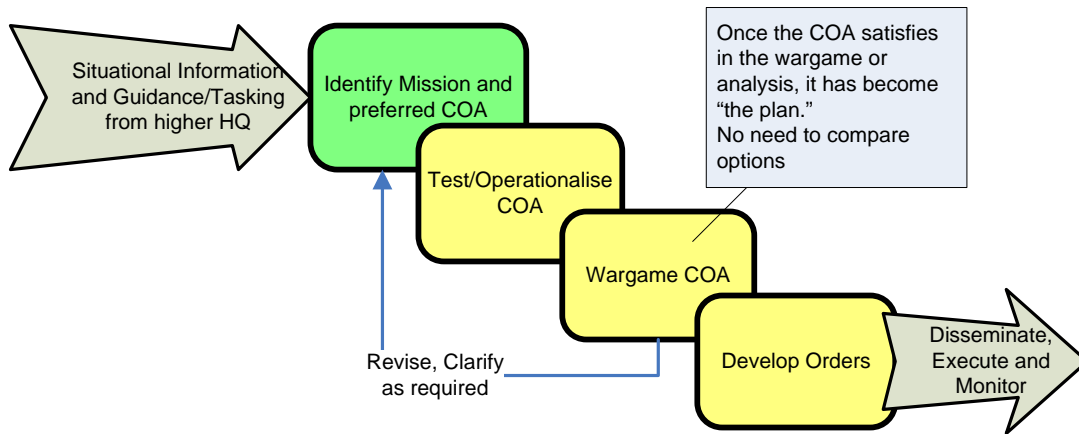 Situational Information
and Guidance/Tasking
from higher HQ
Identify Mission and
preferred COA
Once the COA satisfies
in the wargame or
analysis, it has become
“the plan.”
No need to compare
options
Test/Operationalise
COA
Wargame COA
Revise, Clarify
as required
Develop Orders
Disseminate,
Execute and
Monitor